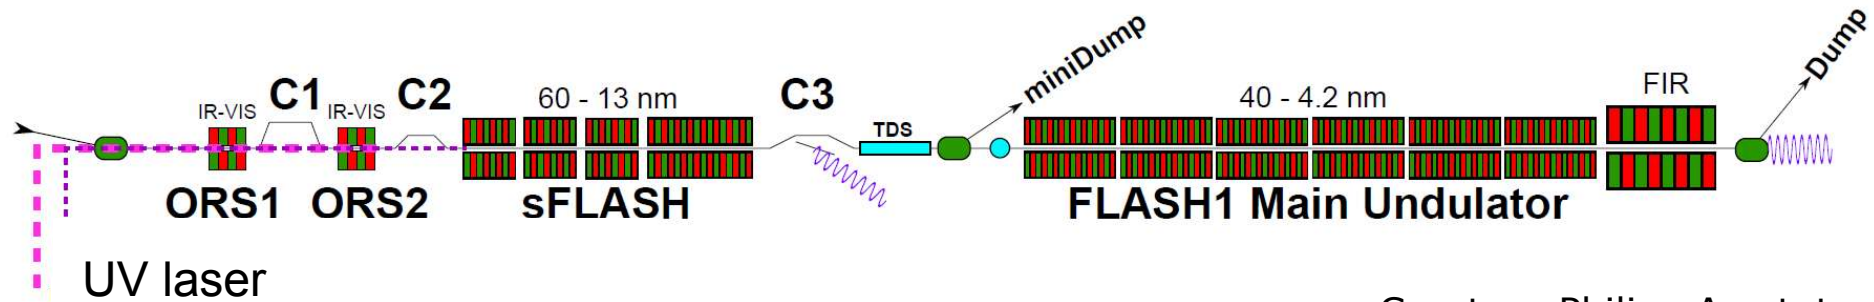 miniDump
Dump
IR-VIS
C1
IR-VIS
C2
60 - 13 nm
C3
TDS
40 - 4.2 nm
FIR
ORS1
ORS2
sFLASH
FLASH1 Main Undulator
UV laser